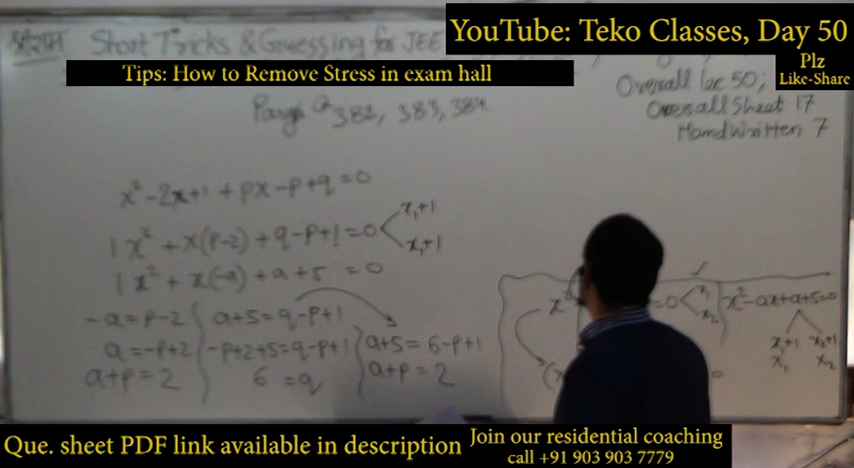 Short Tricks & Guessing for JEE
YouTube: Teko Classes, Day 50
Plz
Like-Share
Tips: How to Remove Stress in exam hall
Overall lec 50;
Overall Sheet 17
Handwritten 7
382, 383, 384
x²-2x+1+px-p+q=0
1x²+x(p-2)+q-p+1=0 < x₁+1
x₁+1
1x²+x(-a)+a+5=0
-a=p-2 a+5=q-p+1
a=-p+2 -p+2+5=q-p+1 a+5=6-p+1
a+p=2 6=q a+p=2
x² =0 < x₁ x²-ax+a+5=0
x₂
x₁+1 x₂+1
x₁ x₂
Que. sheet PDF link available in description
Join our residential coaching
call +91 903 903 7779